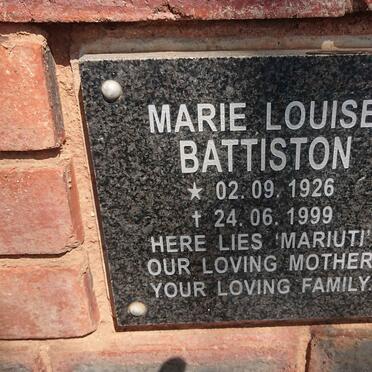 MARIE LOUISE
BATTISTON
★ 02.09.1926
† 24.06.1999
HERE LIES 'MARIUTI'
OUR LOVING MOTHER
YOUR LOVING FAMILY